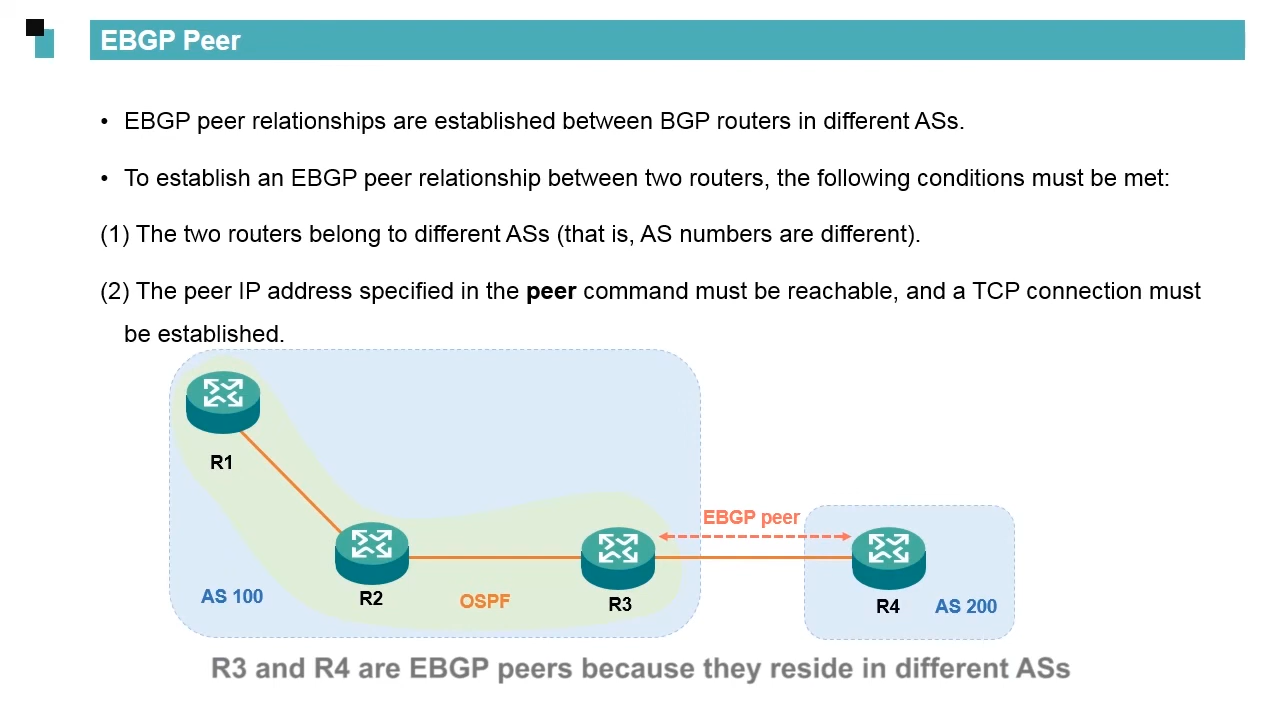 EBGP Peer
• EBGP peer relationships are established between BGP routers in different ASs.
• To establish an EBGP peer relationship between two routers, the following conditions must be met:
(1) The two routers belong to different ASs (that is, AS numbers are different).
(2) The peer IP address specified in the peer command must be reachable, and a TCP connection must
be established.
R1
EBGP peer
AS 100
R2
OSPF
R3
R4
AS 200
R3 and R4 are EBGP peers because they reside in different ASs